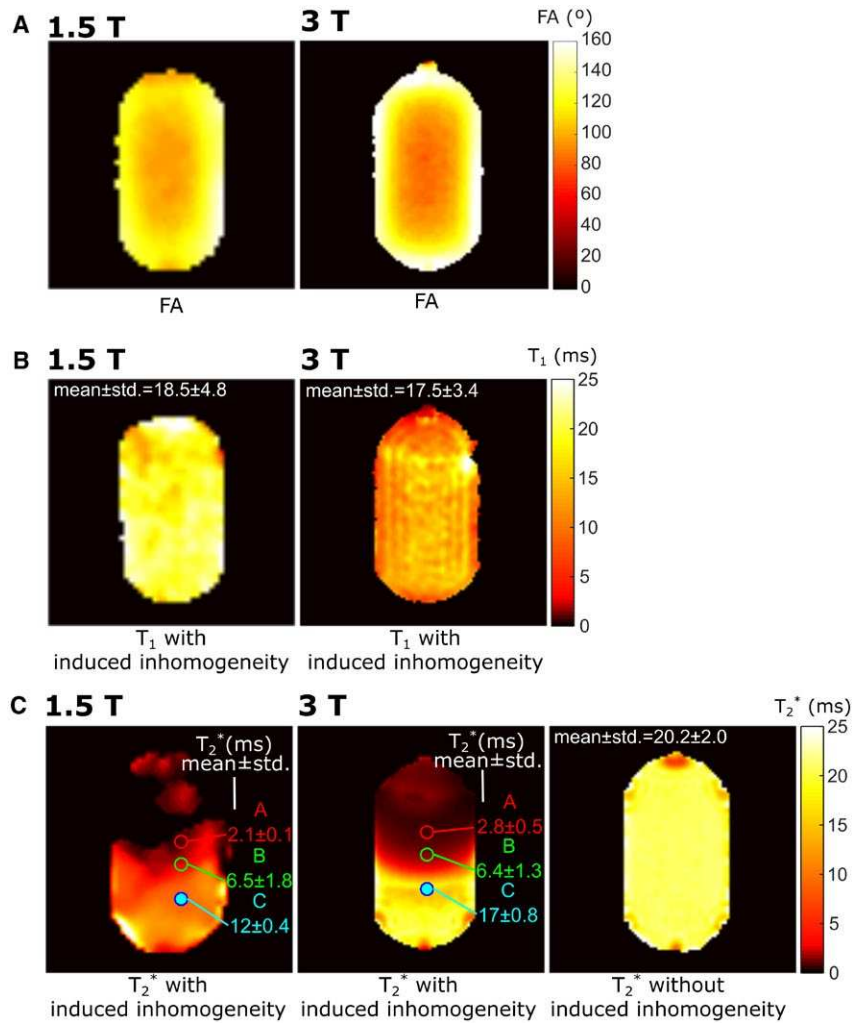 A 1.5 T 3 T FA (º)
160
140
120
100
80
60
40
20
0
FA FA
B 1.5 T 3 T T₁ (ms)
mean±std.=18.5±4.8 mean±std.=17.5±3.4
25
20
15
10
5
0
T₁ with T₁ with
induced inhomogeneity induced inhomogeneity
C 1.5 T 3 T T₂* (ms)
T₂*(ms)
mean±std.
A
2.1±0.1
B
6.5±1.8
C
12±0.4
T₂*(ms)
mean±std.
A
2.8±0.5
B
6.4±1.3
C
17±0.8
mean±std.=20.2±2.0
25
20
15
10
5
0
T₂* with T₂* with T₂* without
induced inhomogeneity induced inhomogeneity induced inhomogeneity